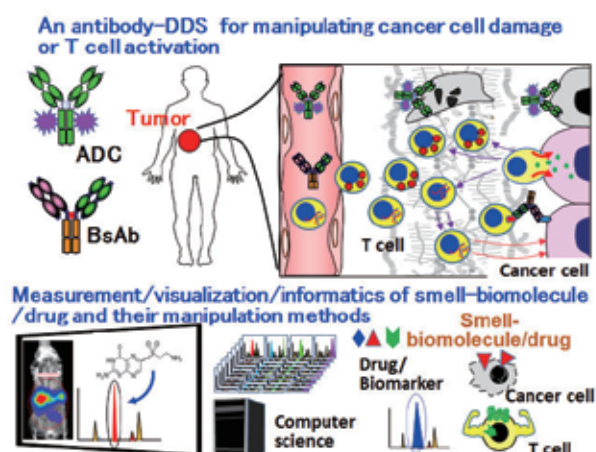 An antibody-DDS for manipulating cancer cell damage
or T cell activation
ADC
Tumor
BsAb
T cell
Cancer cell
Measurement/visualization/informatics of smell-biomolecule
/drug and their manipulation methods
Computer
science
Drug/
Biomarker
Smell-
biomolecule/drug
Cancer cell
T cell